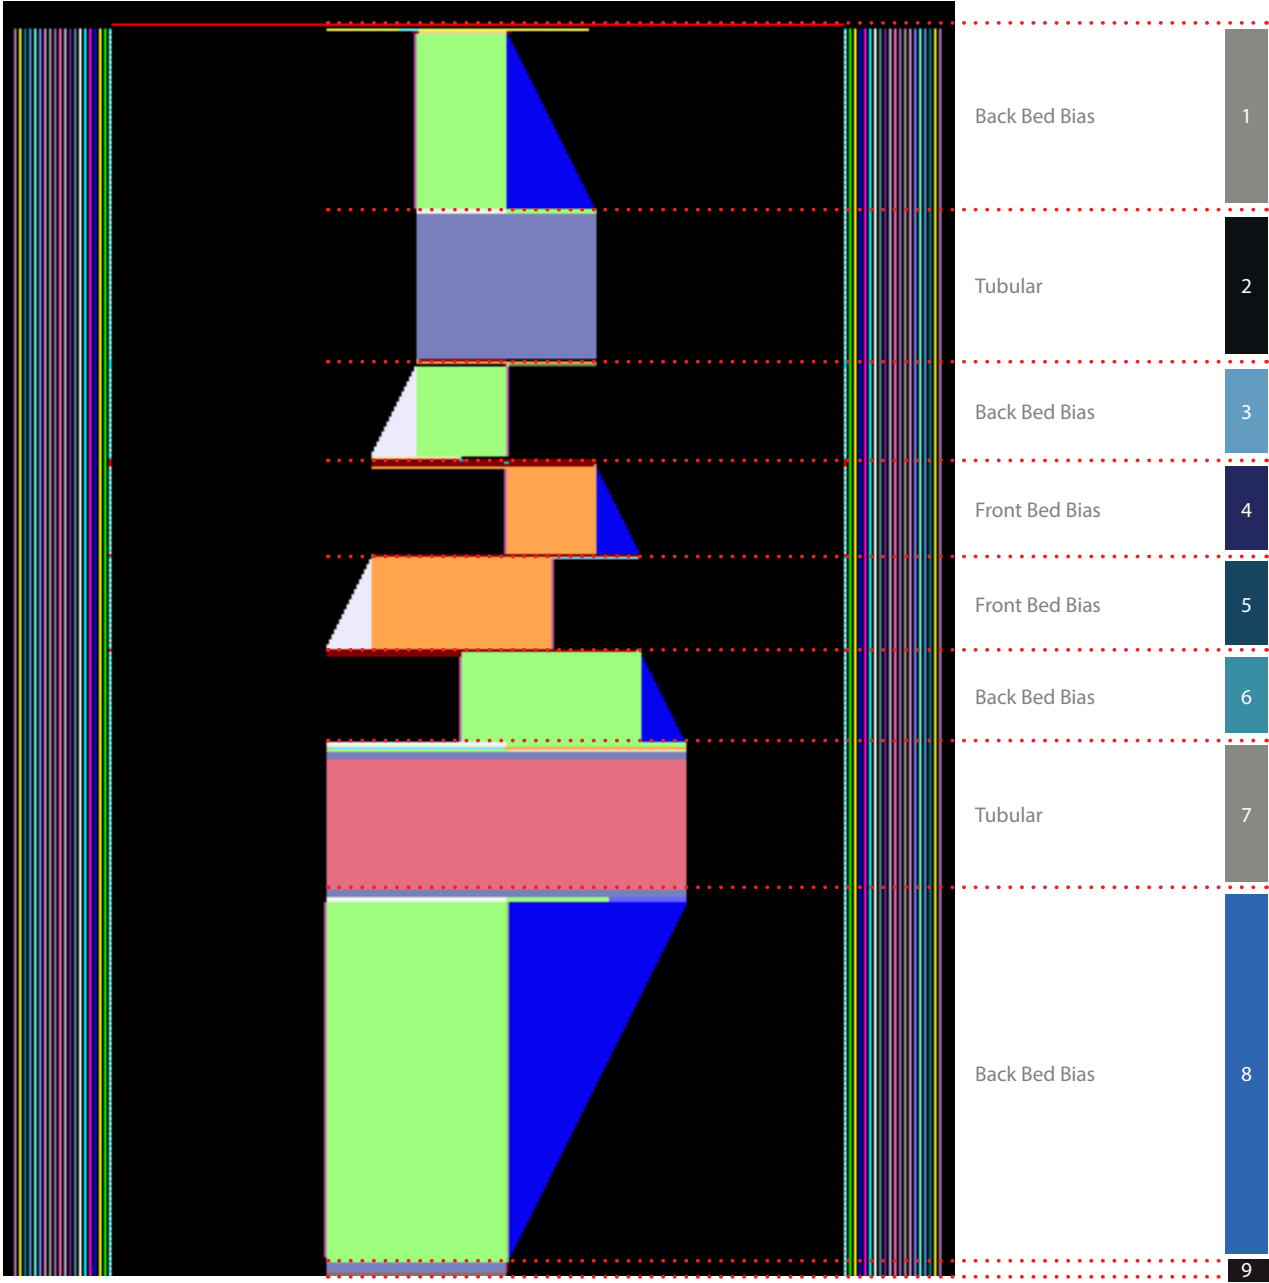 Back Bed Bias 1
Tubular 2
Back Bed Bias 3
Front Bed Bias 4
Front Bed Bias 5
Back Bed Bias 6
Tubular 7
Back Bed Bias 8
9